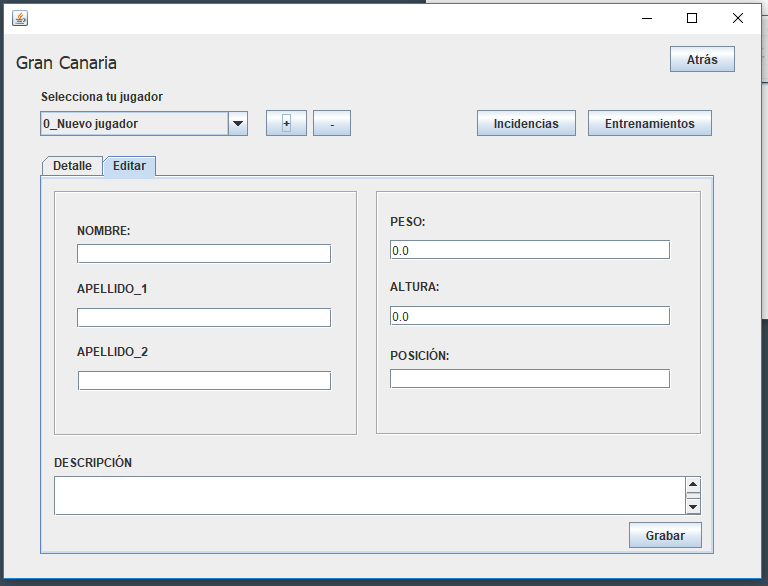 Gran Canaria
Atrás
Selecciona tu jugador
0_Nuevo jugador
+
-
Incidencias
Entrenamientos
Detalle
Editar
NOMBRE:
APELLIDO_1
APELLIDO_2
PESO:
0.0
ALTURA:
0.0
POSICIÓN:
DESCRIPCIÓN
Grabar